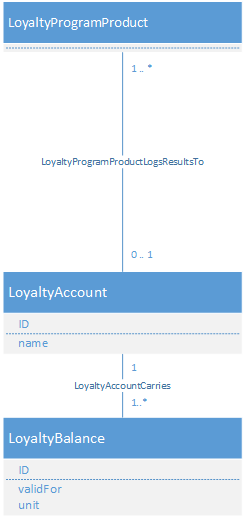 LoyaltyProgramProduct
1 .. *
LoyaltyProgramProductLogsResultsTo
0 .. 1
LoyaltyAccount
ID
name
1
LoyaltyAccountCarries
1..*
LoyaltyBalance
ID
validFor
unit